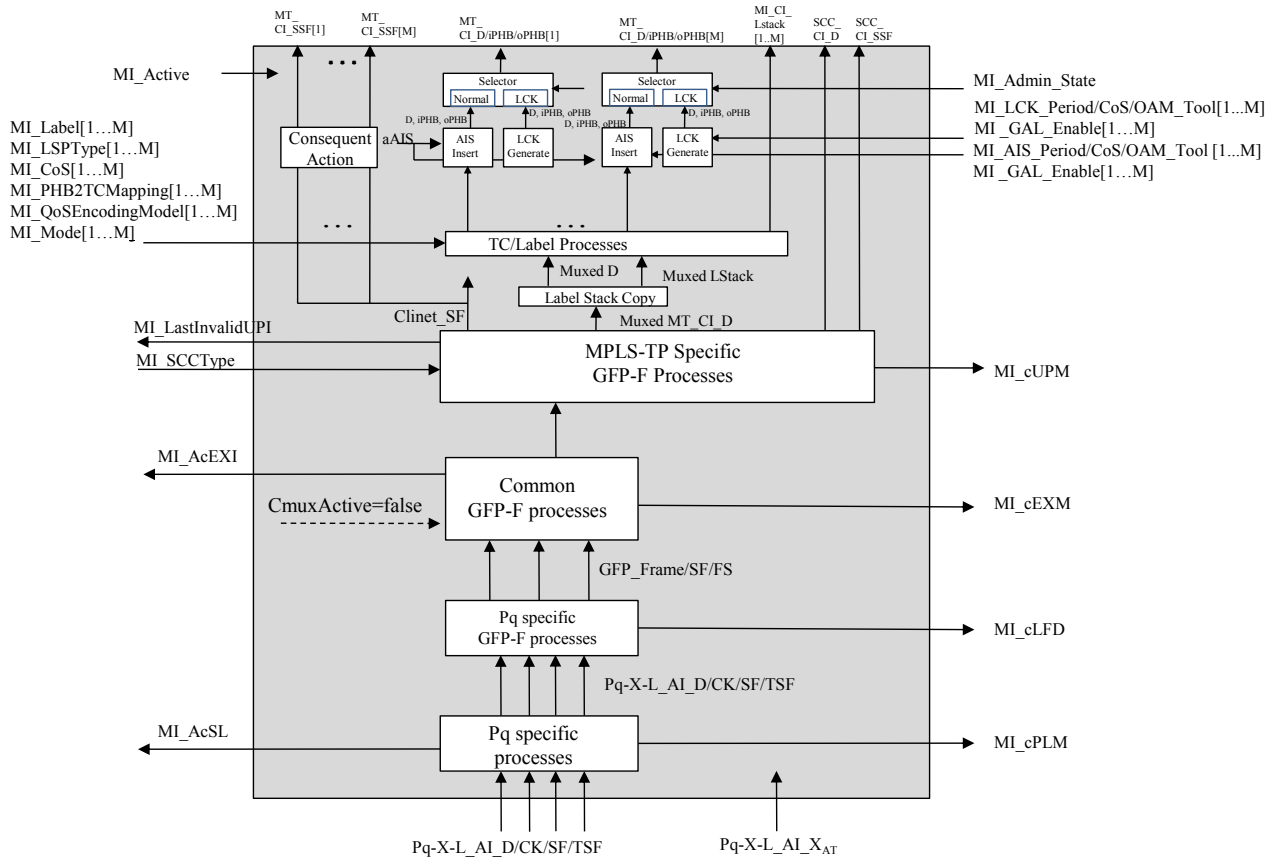 MT_
CI_SSF[1]
MT_
CI_SSF[M]
MT_
CI_D/iPHB/oPHB[1]
MT_
CI_D/iPHB/oPHB[M]
MI_CI_
Lstack
[1..M]
SCC_
CI_D
SCC_
CI_SSF
MI_Active
• • •
Selector
Normal
LCK
Selector
Normal
LCK
MI_Admin_State
D, iPHB, oPHB
D, iPHB, oPHB
D, iPHB, oPHB
D, iPHB, oPHB
MI_LCK_Period/CoS/OAM_Tool[1...M]
MI _GAL_Enable[1…M]
MI_AIS_Period/CoS/OAM_Tool [1...M]
MI _GAL_Enable[1…M]
MI_Label[1…M]
MI_LSPType[1…M]
MI_CoS[1…M]
MI_PHB2TCMapping[1…M]
MI_QoSEncodingModel[1…M]
MI_Mode[1…M]
Consequent
Action
aAIS
AIS
Insert
LCK
Generate
AIS
Insert
LCK
Generate
• • •
• • •
TC/Label Processes
Muxed D
Muxed LStack
Label Stack Copy
Clinet_SF
Muxed MT_CI_D
MI_LastInvalidUPI
MI_SCCType
MPLS-TP Specific
GFP-F Processes
MI_cUPM
MI_AcEXI
Common
GFP-F processes
CmuxActive=false
MI_cEXM
GFP_Frame/SF/FS
Pq specific
GFP-F processes
MI_cLFD
Pq-X-L_AI_D/CK/SF/TSF
MI_AcSL
Pq specific
processes
MI_cPLM
Pq-X-L_AI_D/CK/SF/TSF
Pq-X-L_AI_XAT